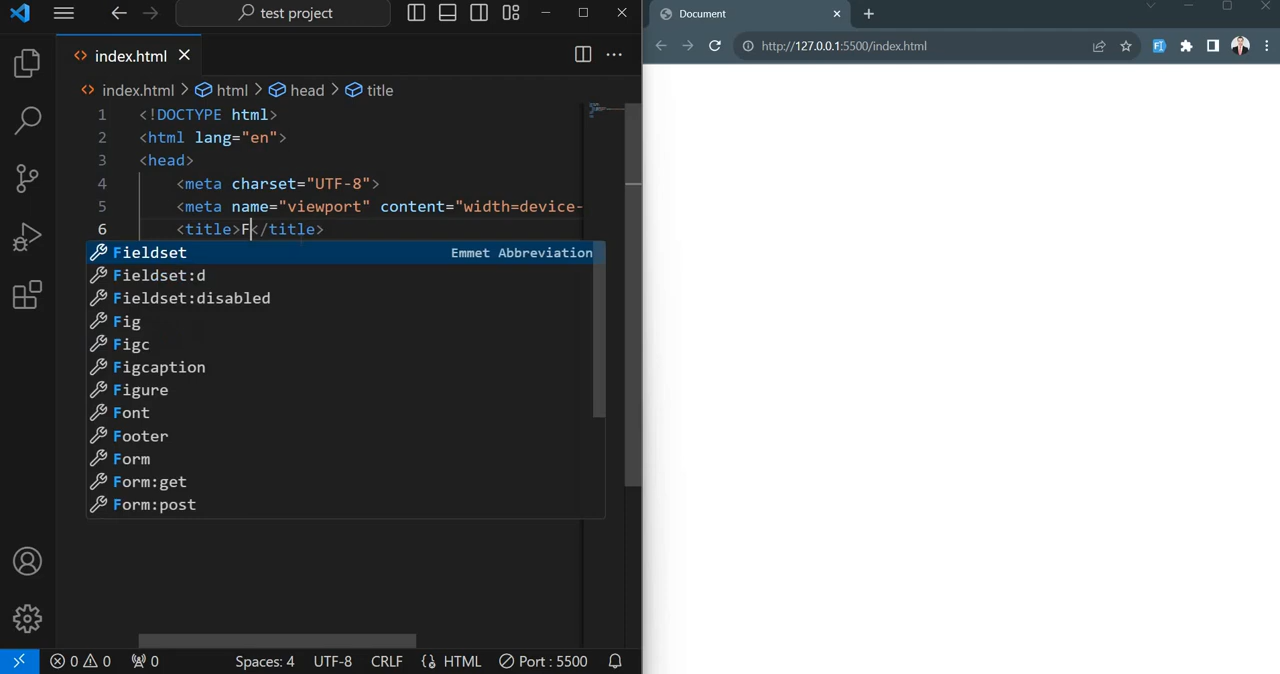 test project
Document
index.html
http://127.0.0.1:5500/index.html
index.html > html > head > title
1 <!DOCTYPE html>
2 <html lang="en">
3 <head>
4 <meta charset="UTF-8">
5 <meta name="viewport" content="width=device-
6 <title>F</title>
Fieldset Emmet Abbreviation
Fieldset:d
Fieldset:disabled
Fig
Figc
Figcaption
Figure
Font
Footer
Form
Form:get
Form:post
0 0 0 Spaces: 4 UTF-8 CRLF {} HTML Port : 5500